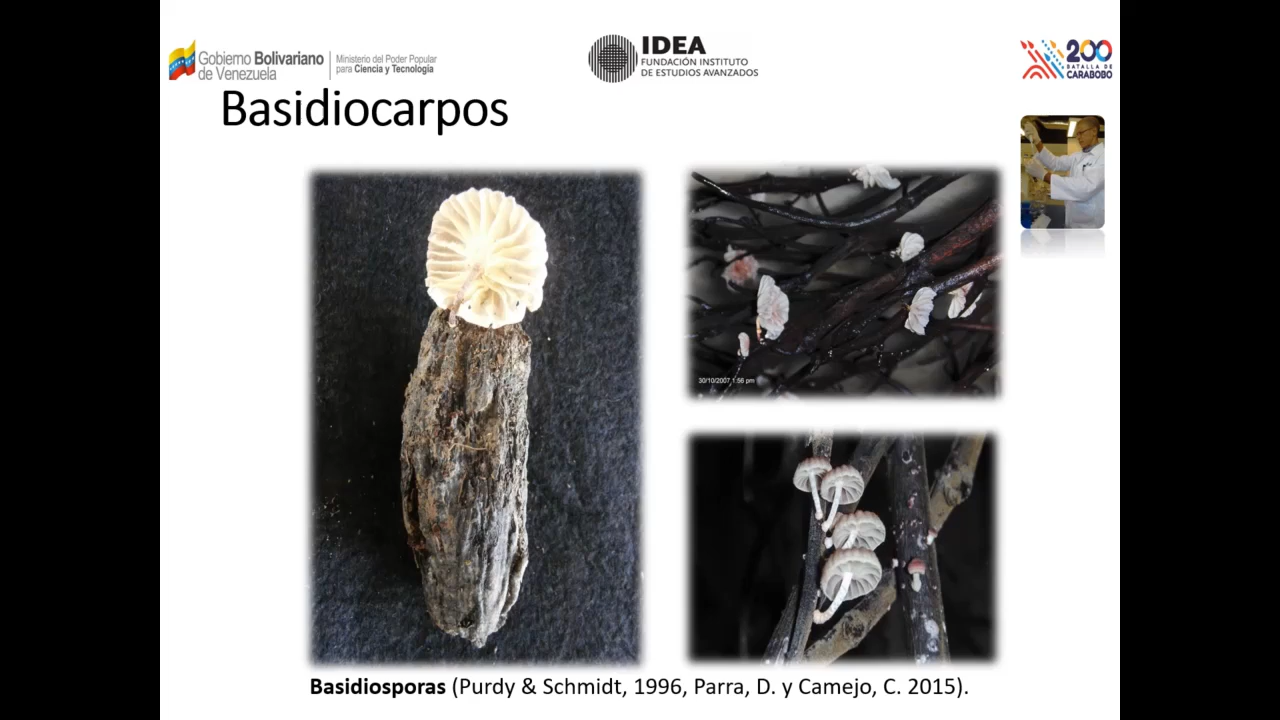 Gobierno Bolivariano
de Venezuela
Ministerio del Poder Popular
para Ciencia y Tecnología
IDEA
FUNDACIÓN INSTITUTO
DE ESTUDIOS AVANZADOS
200
BATALLA DE
CARABOBO
Basidiocarpos
30/10/2007 1:56 pm
Basidiosporas (Purdy & Schmidt, 1996, Parra, D. y Camejo, C. 2015).